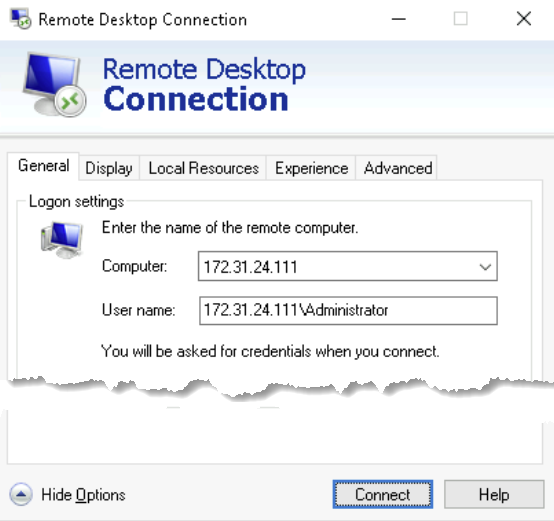 Remote Desktop Connection
Remote Desktop
Connection
General Display Local Resources Experience Advanced
Logon settings
Enter the name of the remote computer.
Computer: 172.31.24.111
User name: 172.31.24.111\Administrator
You will be asked for credentials when you connect.
Hide Options Connect Help